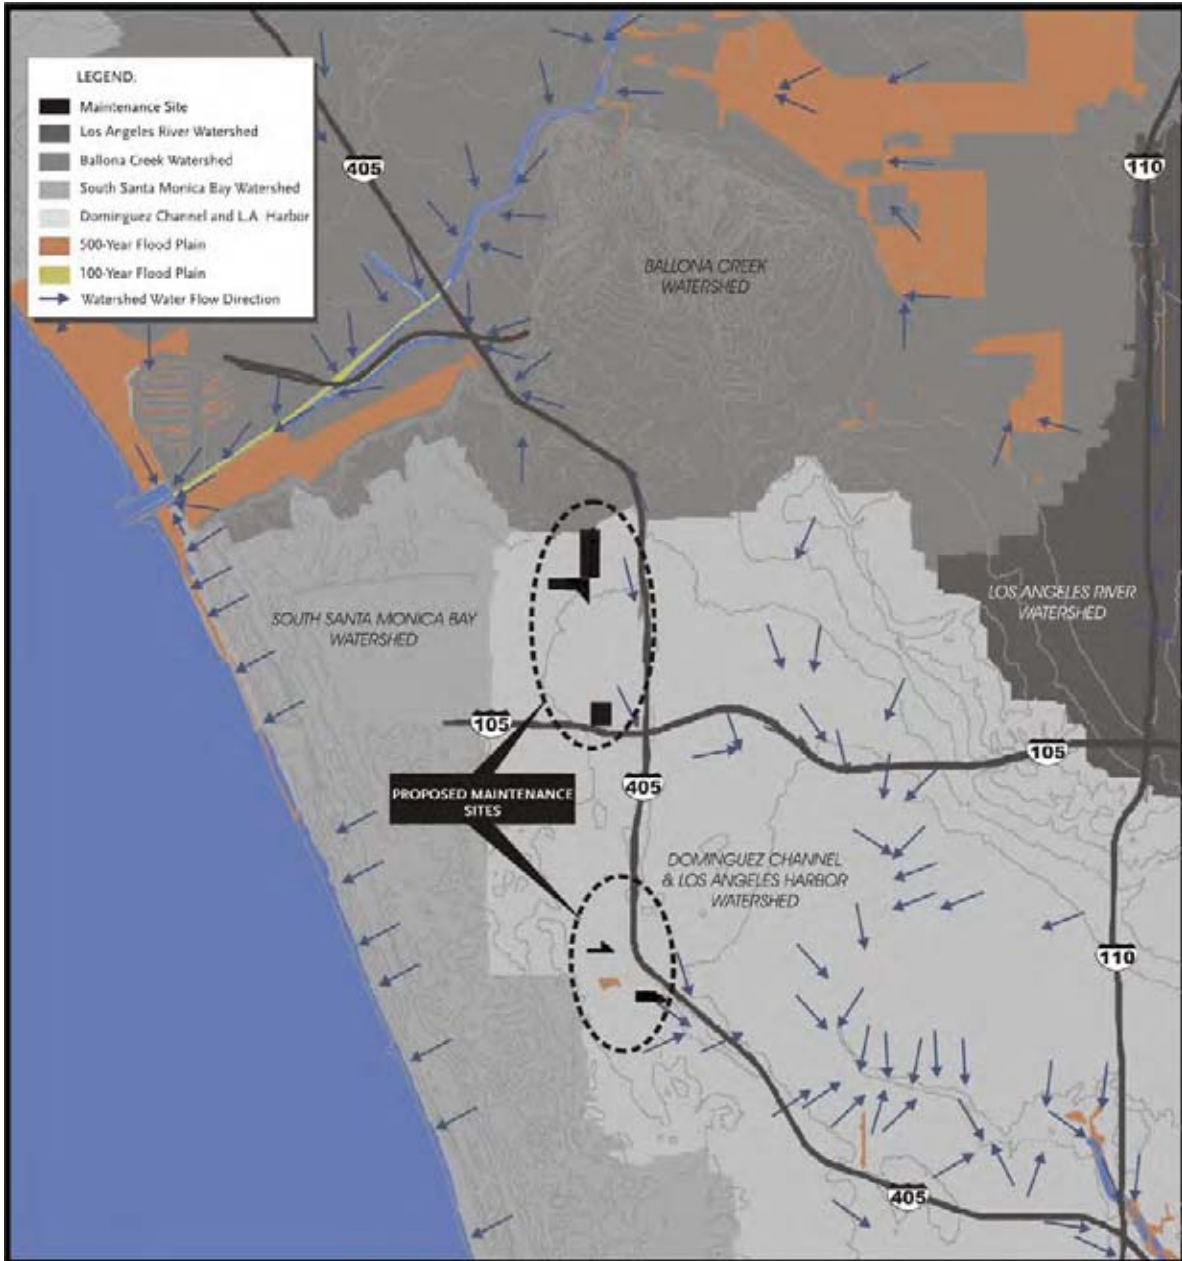 LEGEND:
Maintenance Site
Los Angeles River Watershed
Ballona Creek Watershed
South Santa Monica Bay Watershed
Dominguez Channel and L.A. Harbor
500-Year Flood Plain
100-Year Flood Plain
Watershed Water Flow Direction
405
110
BALLONA CREEK
WATERSHED
SOUTH SANTA MONICA BAY
WATERSHED
LOS ANGELES RIVER
WATERSHED
105
105
PROPOSED MAINTENANCE
SITES
405
DOMINGUEZ CHANNEL
& LOS ANGELES HARBOR
WATERSHED
110
405